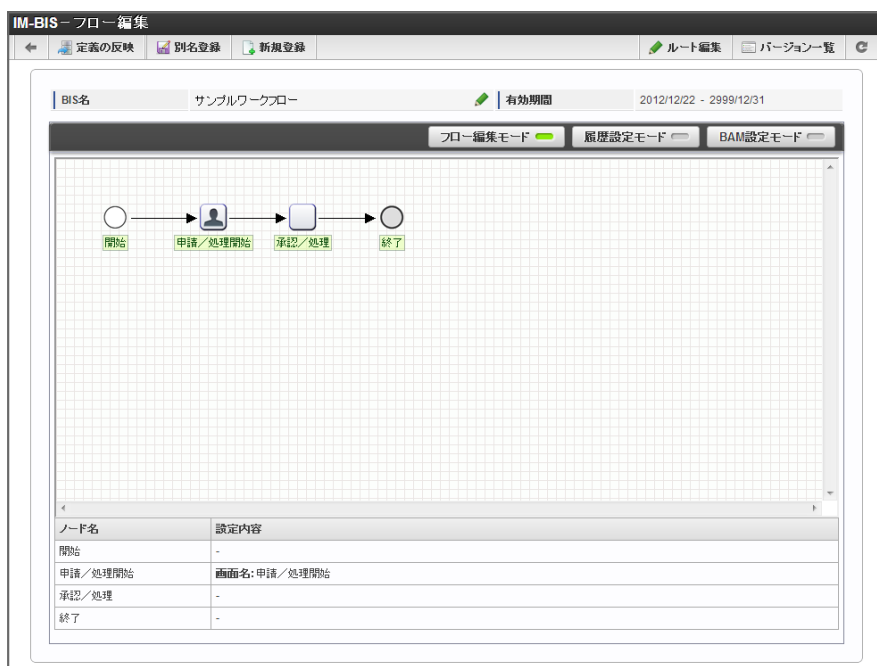 IM-BIS－フロー編集
定義の反映 別名登録 新規登録 ルート編集 バージョン一覧
BIS名 サンプルワークフロー 有効期間 2012/12/22 - 2999/12/31
フロー編集モード 履歴設定モード BAM設定モード
開始 申請／処理開始 承認／処理 終了
ノード名 設定内容
開始 -
申請／処理開始 画面名:申請／処理開始
承認／処理 -
終了 -